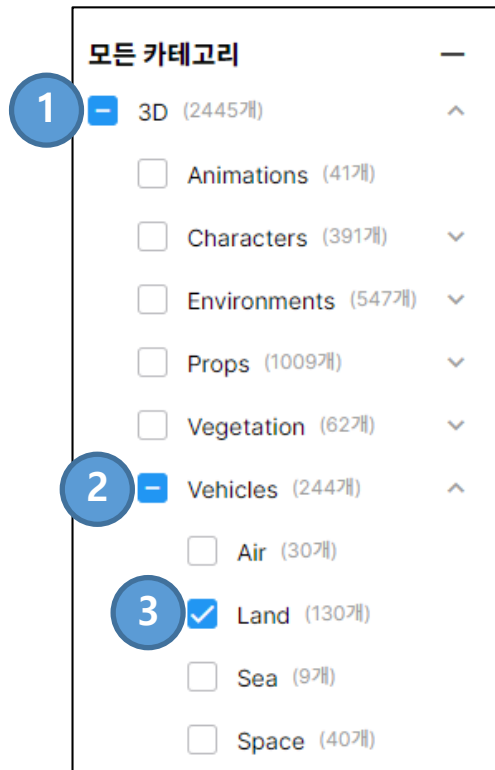 모든 카테고리
1 3D (2445개)
Animations (41개)
Characters (391개)
Environments (547개)
Props (1009개)
Vegetation (62개)
2 Vehicles (244개)
Air (30개)
3 Land (130개)
Sea (9개)
Space (40개)